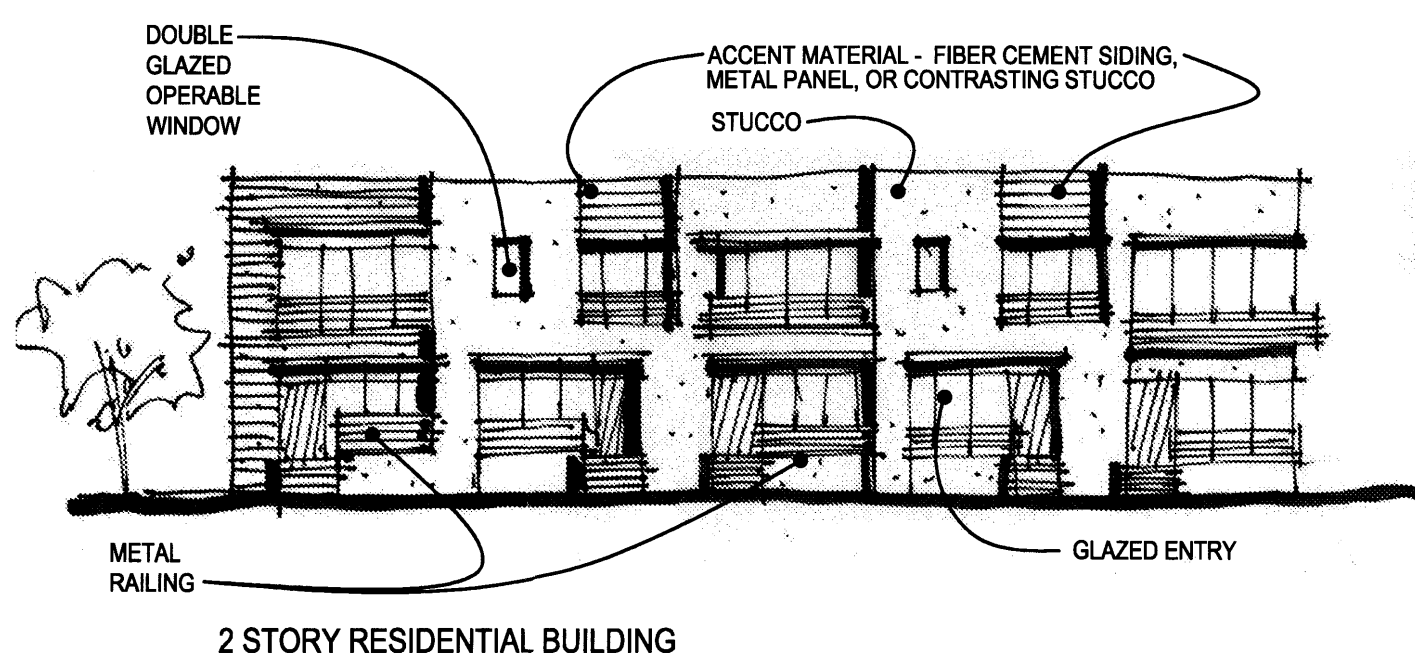 DOUBLE
GLAZED
OPERABLE
WINDOW
ACCENT MATERIAL - FIBER CEMENT SIDING,
METAL PANEL, OR CONTRASTING STUCCO
STUCCO
METAL
RAILING
GLAZED ENTRY
2 STORY RESIDENTIAL BUILDING